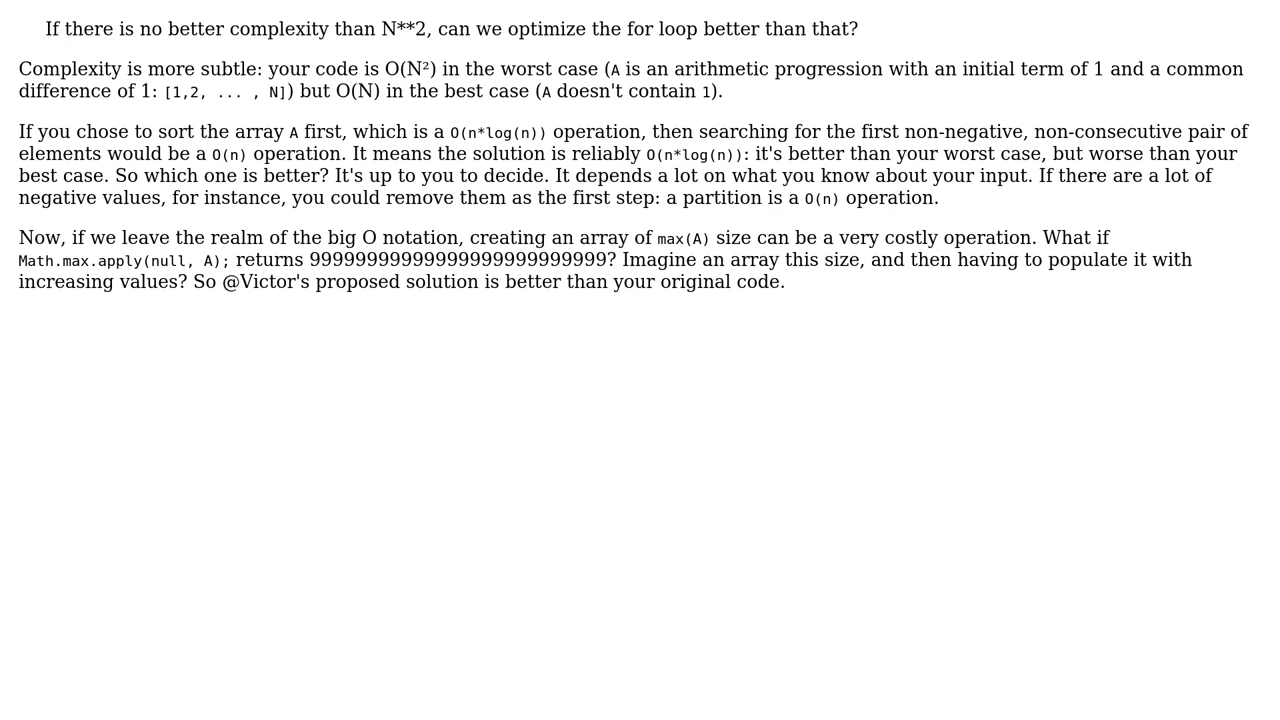 If there is no better complexity than N**2, can we optimize the for loop better than that?
Complexity is more subtle: your code is O(N²) in the worst case (A is an arithmetic progression with an initial term of 1 and a common
difference of 1: [1,2, ... , N]) but O(N) in the best case (A doesn't contain 1).
If you chose to sort the array A first, which is a O(n*log(n)) operation, then searching for the first non-negative, non-consecutive pair of
elements would be a O(n) operation. It means the solution is reliably O(n*log(n)): it's better than your worst case, but worse than your
best case. So which one is better? It's up to you to decide. It depends a lot on what you know about your input. If there are a lot of
negative values, for instance, you could remove them as the first step: a partition is a O(n) operation.
Now, if we leave the realm of the big O notation, creating an array of max(A) size can be a very costly operation. What if
Math.max.apply(null, A); returns 99999999999999999999999999? Imagine an array this size, and then having to populate it with
increasing values? So @Victor's proposed solution is better than your original code.